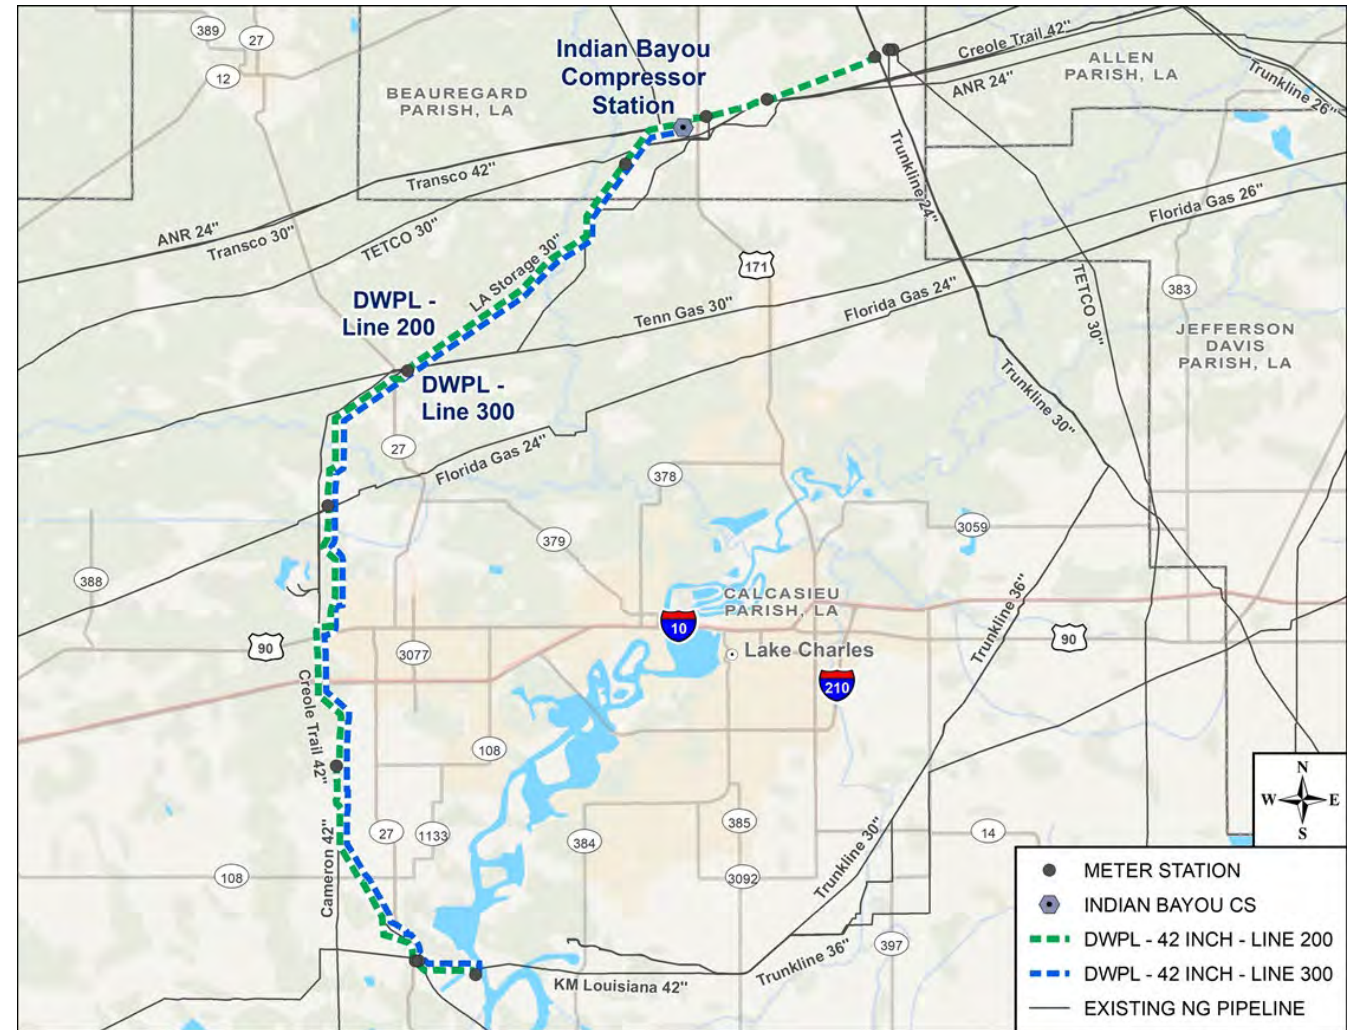 389
27
12
Indian Bayou
Compressor
Station
BEAUREGARD
PARISH, LA
Creole Trail 42"
ALLEN
PARISH, LA
ANR 24"
Trunkline 26"
Transco 42"
Trunkline 24"
ANR 24"
Transco 30"
TETCO 30"
Florida Gas 26"
LA Storage 30"
171
TETCO 30"
383
DWPL -
Line 200
Tenn Gas 30"
Florida Gas 24"
JEFFERSON
DAVIS
PARISH, LA
DWPL -
Line 300
Trunkline 30"
27
Florida Gas 24"
378
379
3059
388
CALCASIEU
PARISH, LA
10
Trunkline 36"
90
3077
Lake Charles
90
210
Creole Trail 42"
108
N
W E
S
27
1133
384
385
14
Cameron 42"
108
3092
Trunkline 30"
397
Trunkline 36"
KM Louisiana 42"
METER STATION
INDIAN BAYOU CS
DWPL - 42 INCH - LINE 200
DWPL - 42 INCH - LINE 300
EXISTING NG PIPELINE